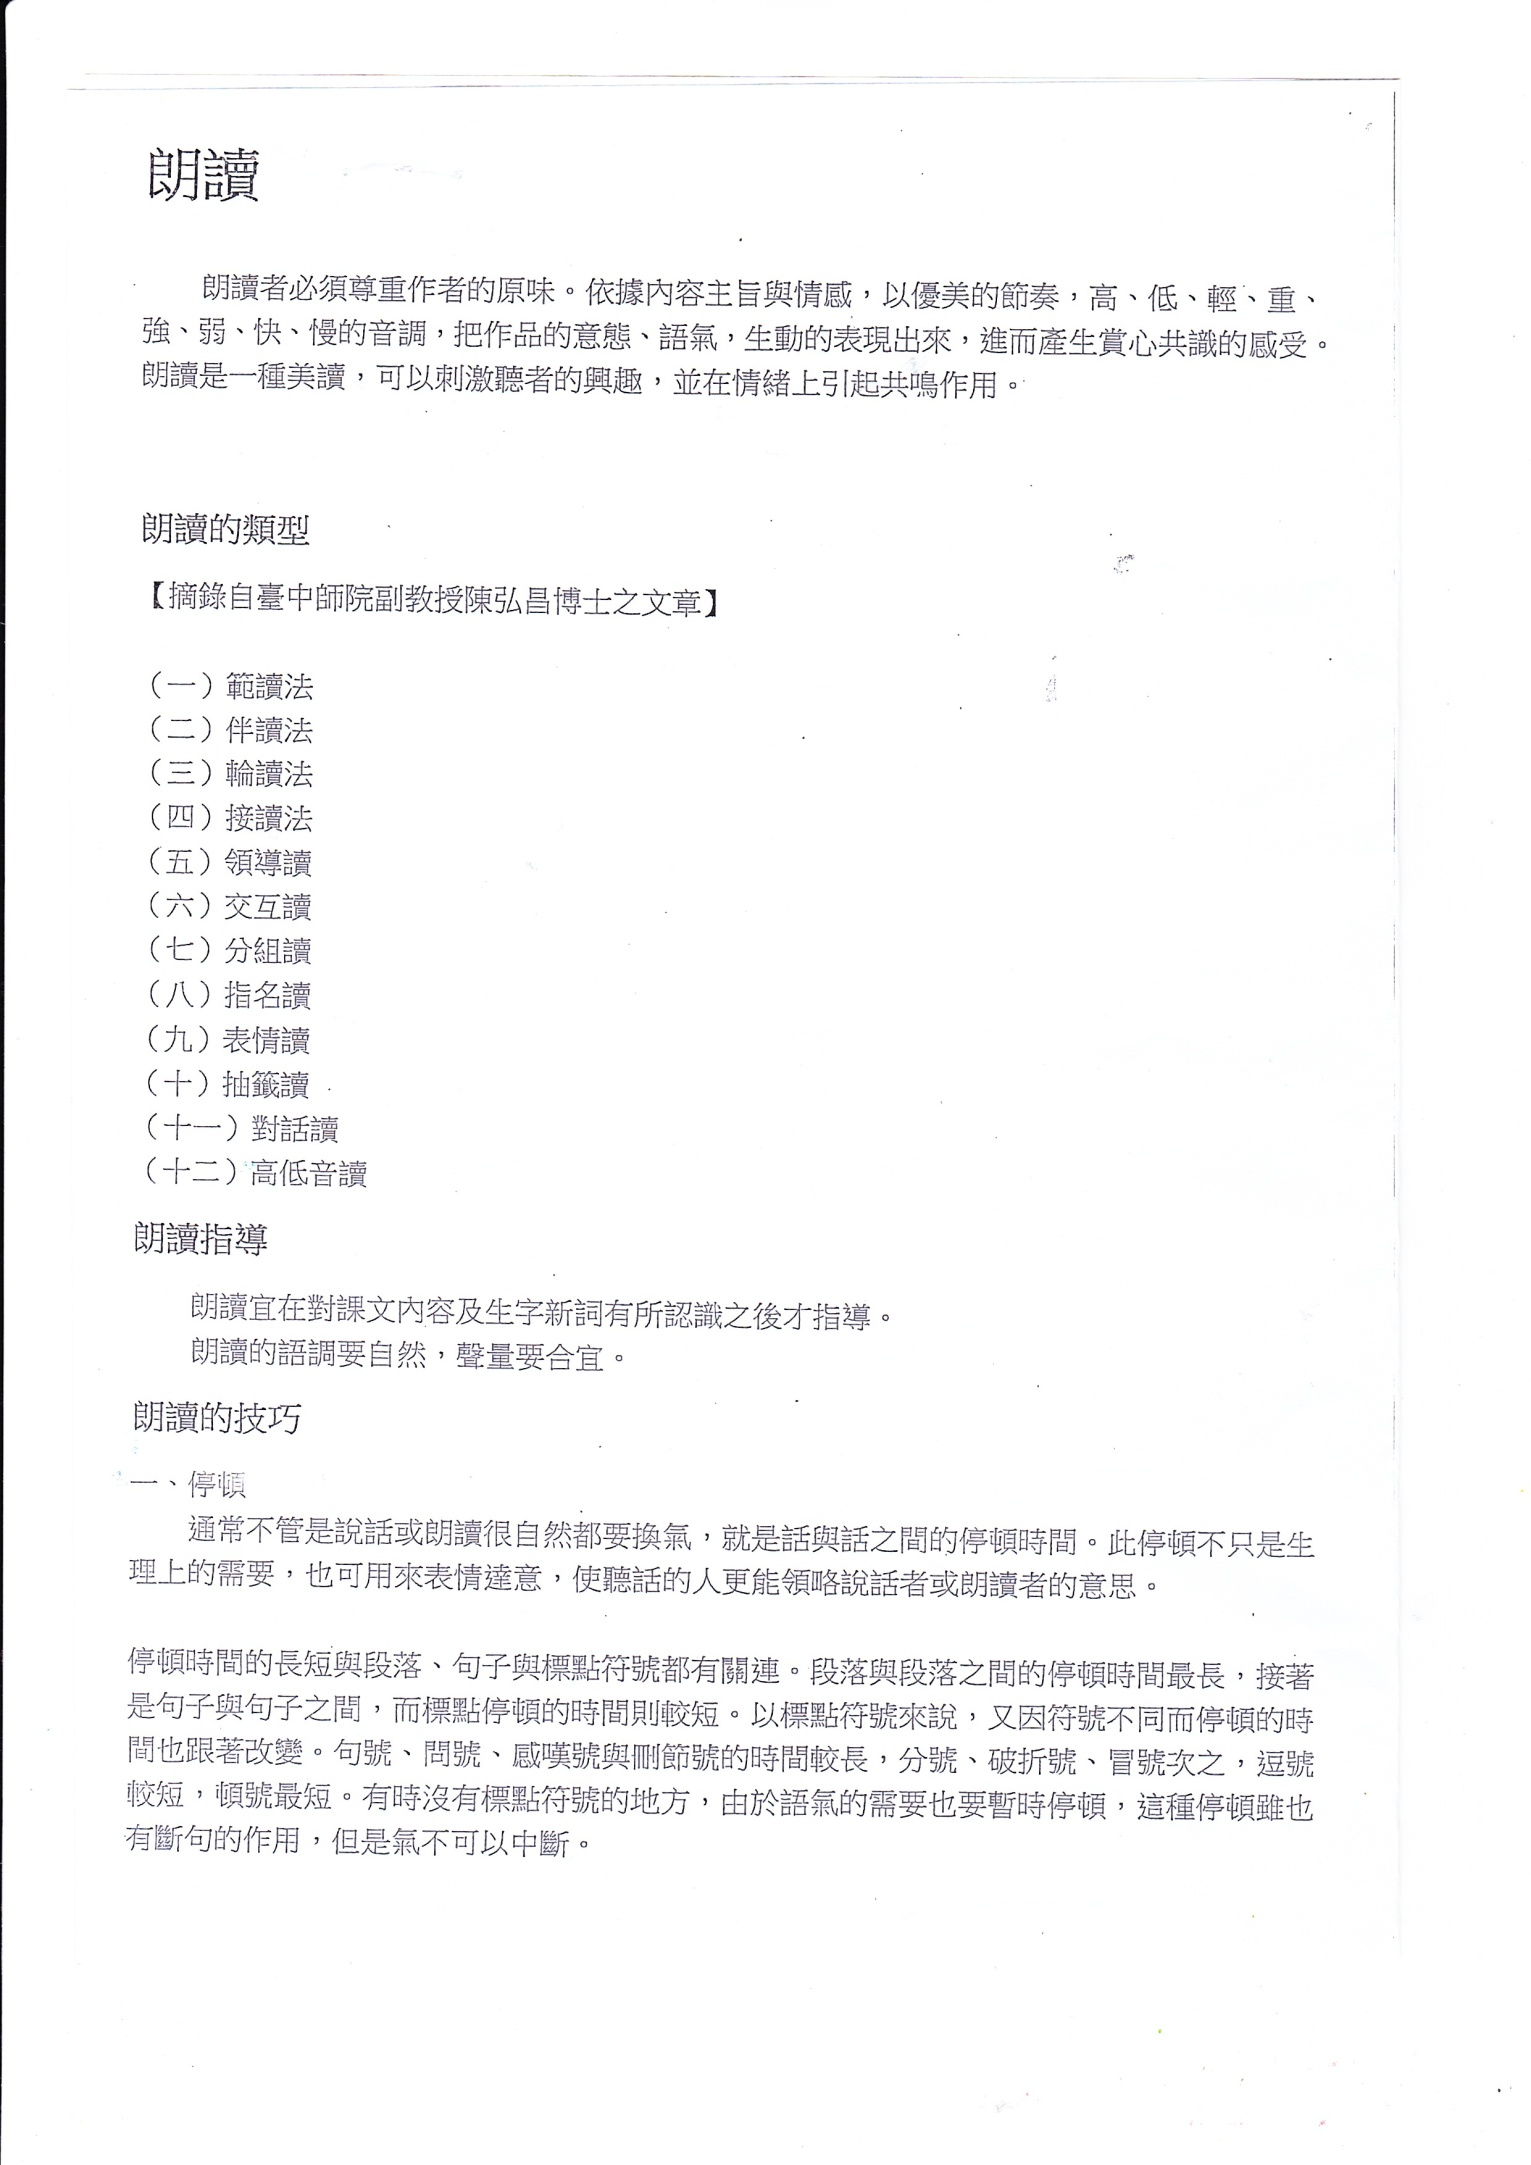 朗讀
朗讀者必須尊重作者的原味。依據內容主旨與情感，以優美的節奏，高、低、輕、重、
強、弱、快、慢的音調，把作品的意態、語氣，生動的表現出來，進而產生賞心共識的感受。
朗讀是一種美讀，可以刺激聽者的興趣，並在情緒上引起共鳴作用。
朗讀的類型
【摘錄自臺中師院副教授陳弘昌博士之文章】
（一）範讀法
（二）伴讀法
（三）輪讀法
（四）接讀法
（五）領導讀
（六）交互讀
（七）分組讀
（八）指名讀
（九）表情讀
（十）抽籤讀
（十一）對話讀
（十二）高低音讀
朗讀指導
朗讀宜在對課文內容及生字新詞有所認識之後才指導。
朗讀的語調要自然，聲量要合宜。
朗讀的技巧
一、停頓
通常不管是說話或朗讀很自然都要換氣，就是話與話之間的停頓時間。此停頓不只是生
理上的需要，也可用來表情達意，使聽話的人更能領略說話者或朗讀者的意思。
停頓時間的長短與段落、句子與標點符號都有關連。段落與段落之間的停頓時間最長，接著
是句子與句子之間，而標點停頓的時間則較短。以標點符號來說，又因符號不同而停頓的時
間也跟著改變。句號、問號、感嘆號與刪節號的時間較長，分號、破折號、冒號次之，逗號
較短，頓號最短。有時沒有標點符號的地方，由於語氣的需要也要暫時停頓，這種停頓雖也
有斷句的作用，但是氣不可以中斷。